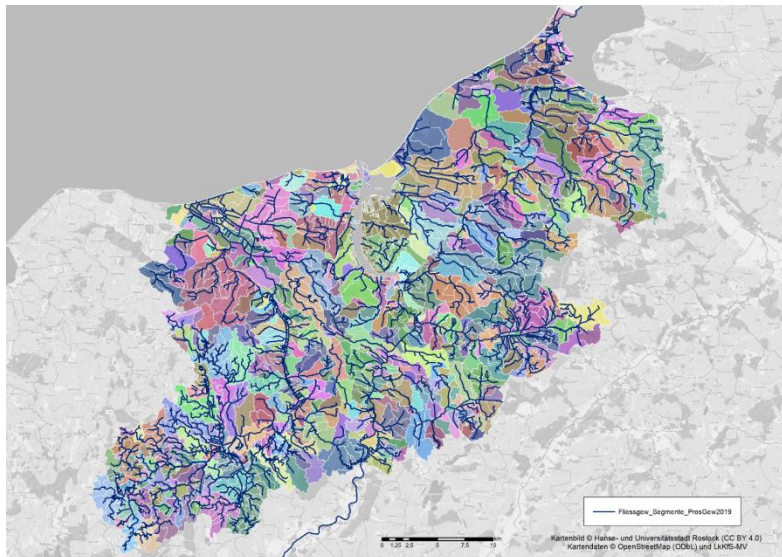 Fliessgew_Segmente_ProsGew2019
0 1,25 2,5 5 7,5 10
Kartenbild © Hanse- und Universitätsstadt Rostock (CC BY 4.0)
Kartendaten © OpenStreetMap (ODbL) und LkKfS-MV